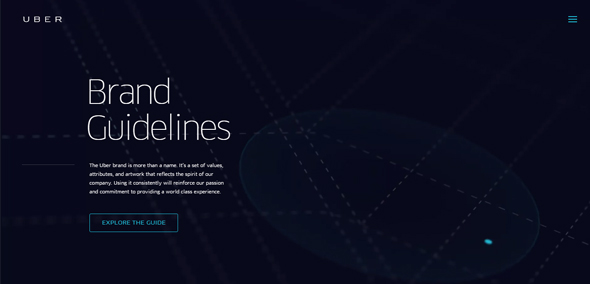 UBER
Brand
Guidelines
The Uber brand is more than a name. It's a set of values,
attributes, and artwork that reflects the spirit of our
company. Using it consistently will reinforce our passion
and commitment to providing a world class experience.
EXPLORE THE GUIDE